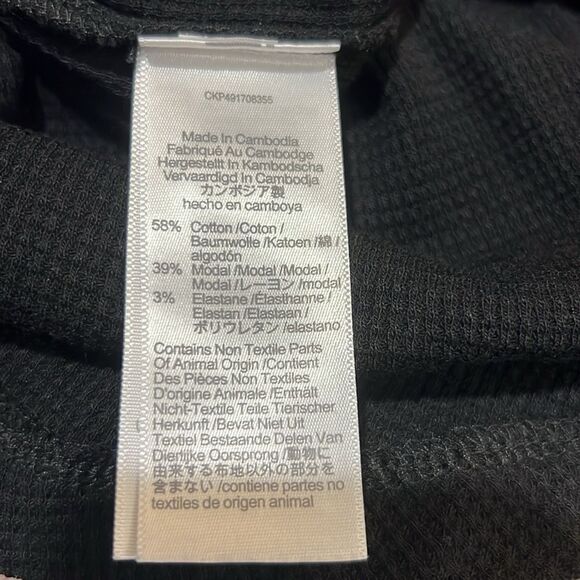 CKP491708355
Made In Cambodia
Fabriqué Au Cambodge
Hergestellt In Kambodscha
Vervaardigd In Cambodja
カンボジア製
hecho en camboya
58% Cotton /Coton /
Baumwolle /Katoen /綿 /
algodón
39% Modal /Modal /Modal /
Modal /レーヨン /modal
3% Elastane /Élasthanne /
Elastan /Elastaan /
ポリウレタン /elastano
Contains Non Textile Parts
Of Animal Origin /Contient
Des Pièces Non Textiles
D'origine Animale /Enthält
Nicht-Textile Teile Tierischer
Herkunft /Bevat Niet Uit
Textiel Bestaande Delen Van
Dierlijke Oorsprong /動物に
由来する布地以外の部分を
含まない /contiene partes no
textiles de origen animal